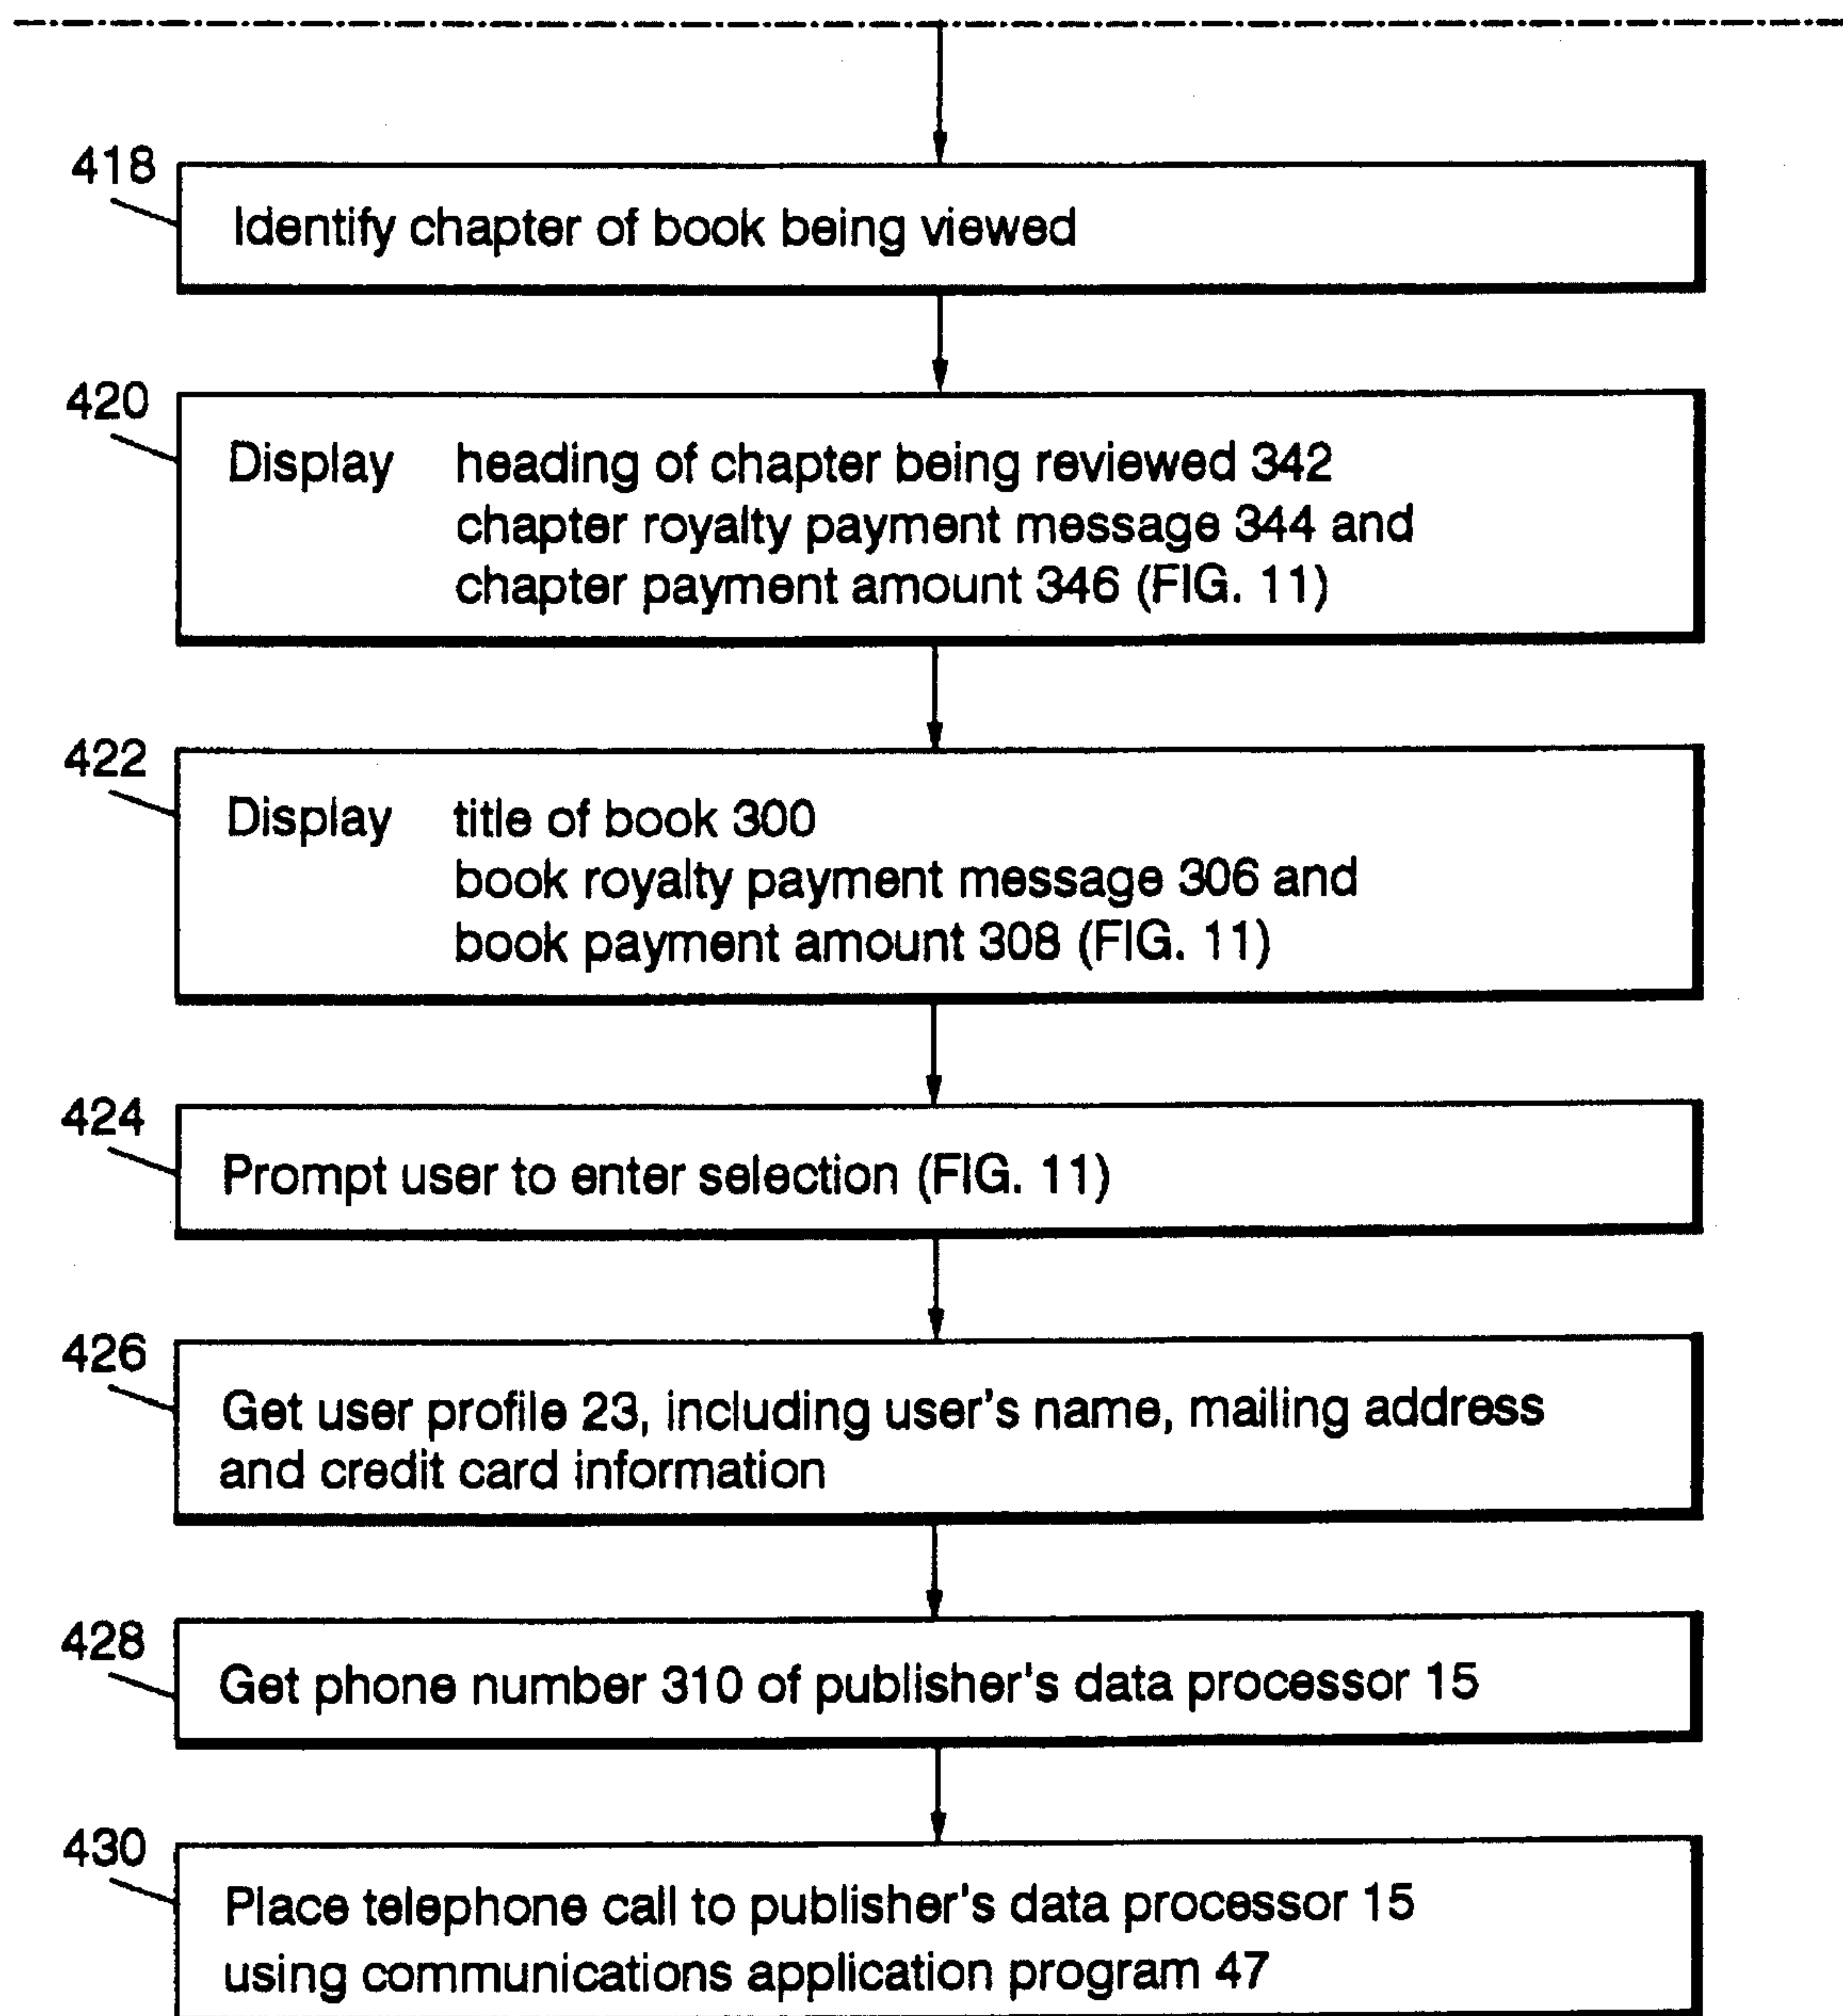 418
Identify chapter of book being viewed
420
Display heading of chapter being reviewed 342
chapter royalty payment message 344 and
chapter payment amount 346 (FIG. 11)
422
Display title of book 300
book royalty payment message 306 and
book payment amount 308 (FIG. 11)
424
Prompt user to enter selection (FIG. 11)
426
Get user profile 23, including user's name, mailing address
and credit card information
428
Get phone number 310 of publisher's data processor 15
430
Place telephone call to publisher's data processor 15
using communications application program 47